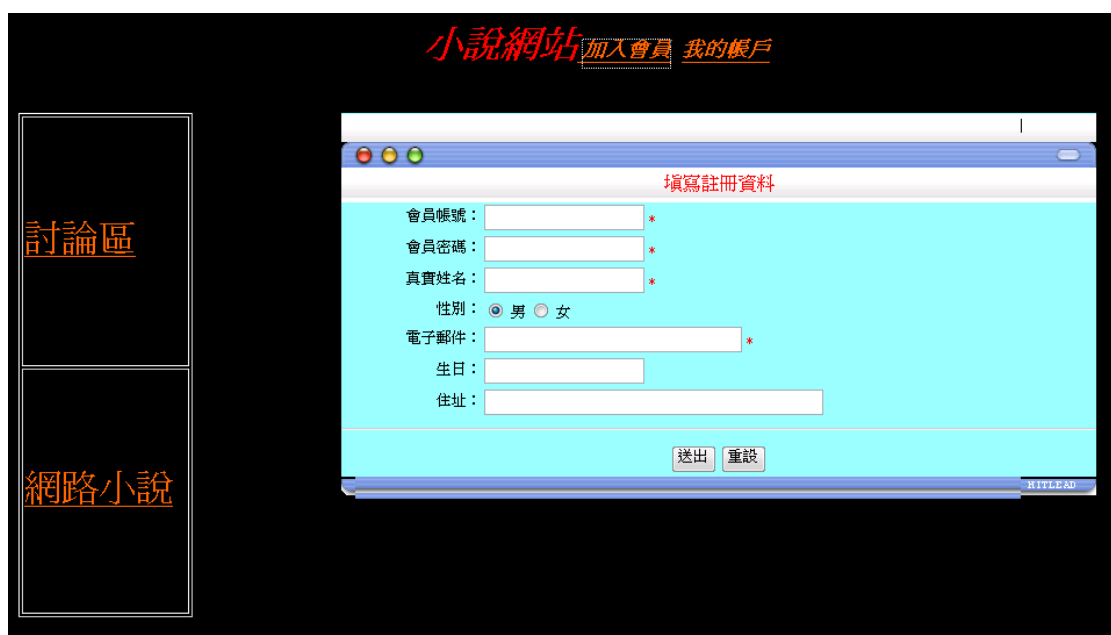 小說網站 加入會員 我的帳戶
討論區
網路小說
填寫註冊資料
會員帳號：*
會員密碼：*
真實姓名：*
性別： 男 女
電子郵件：*
生日：
住址：
送出 重設
HITLEAD